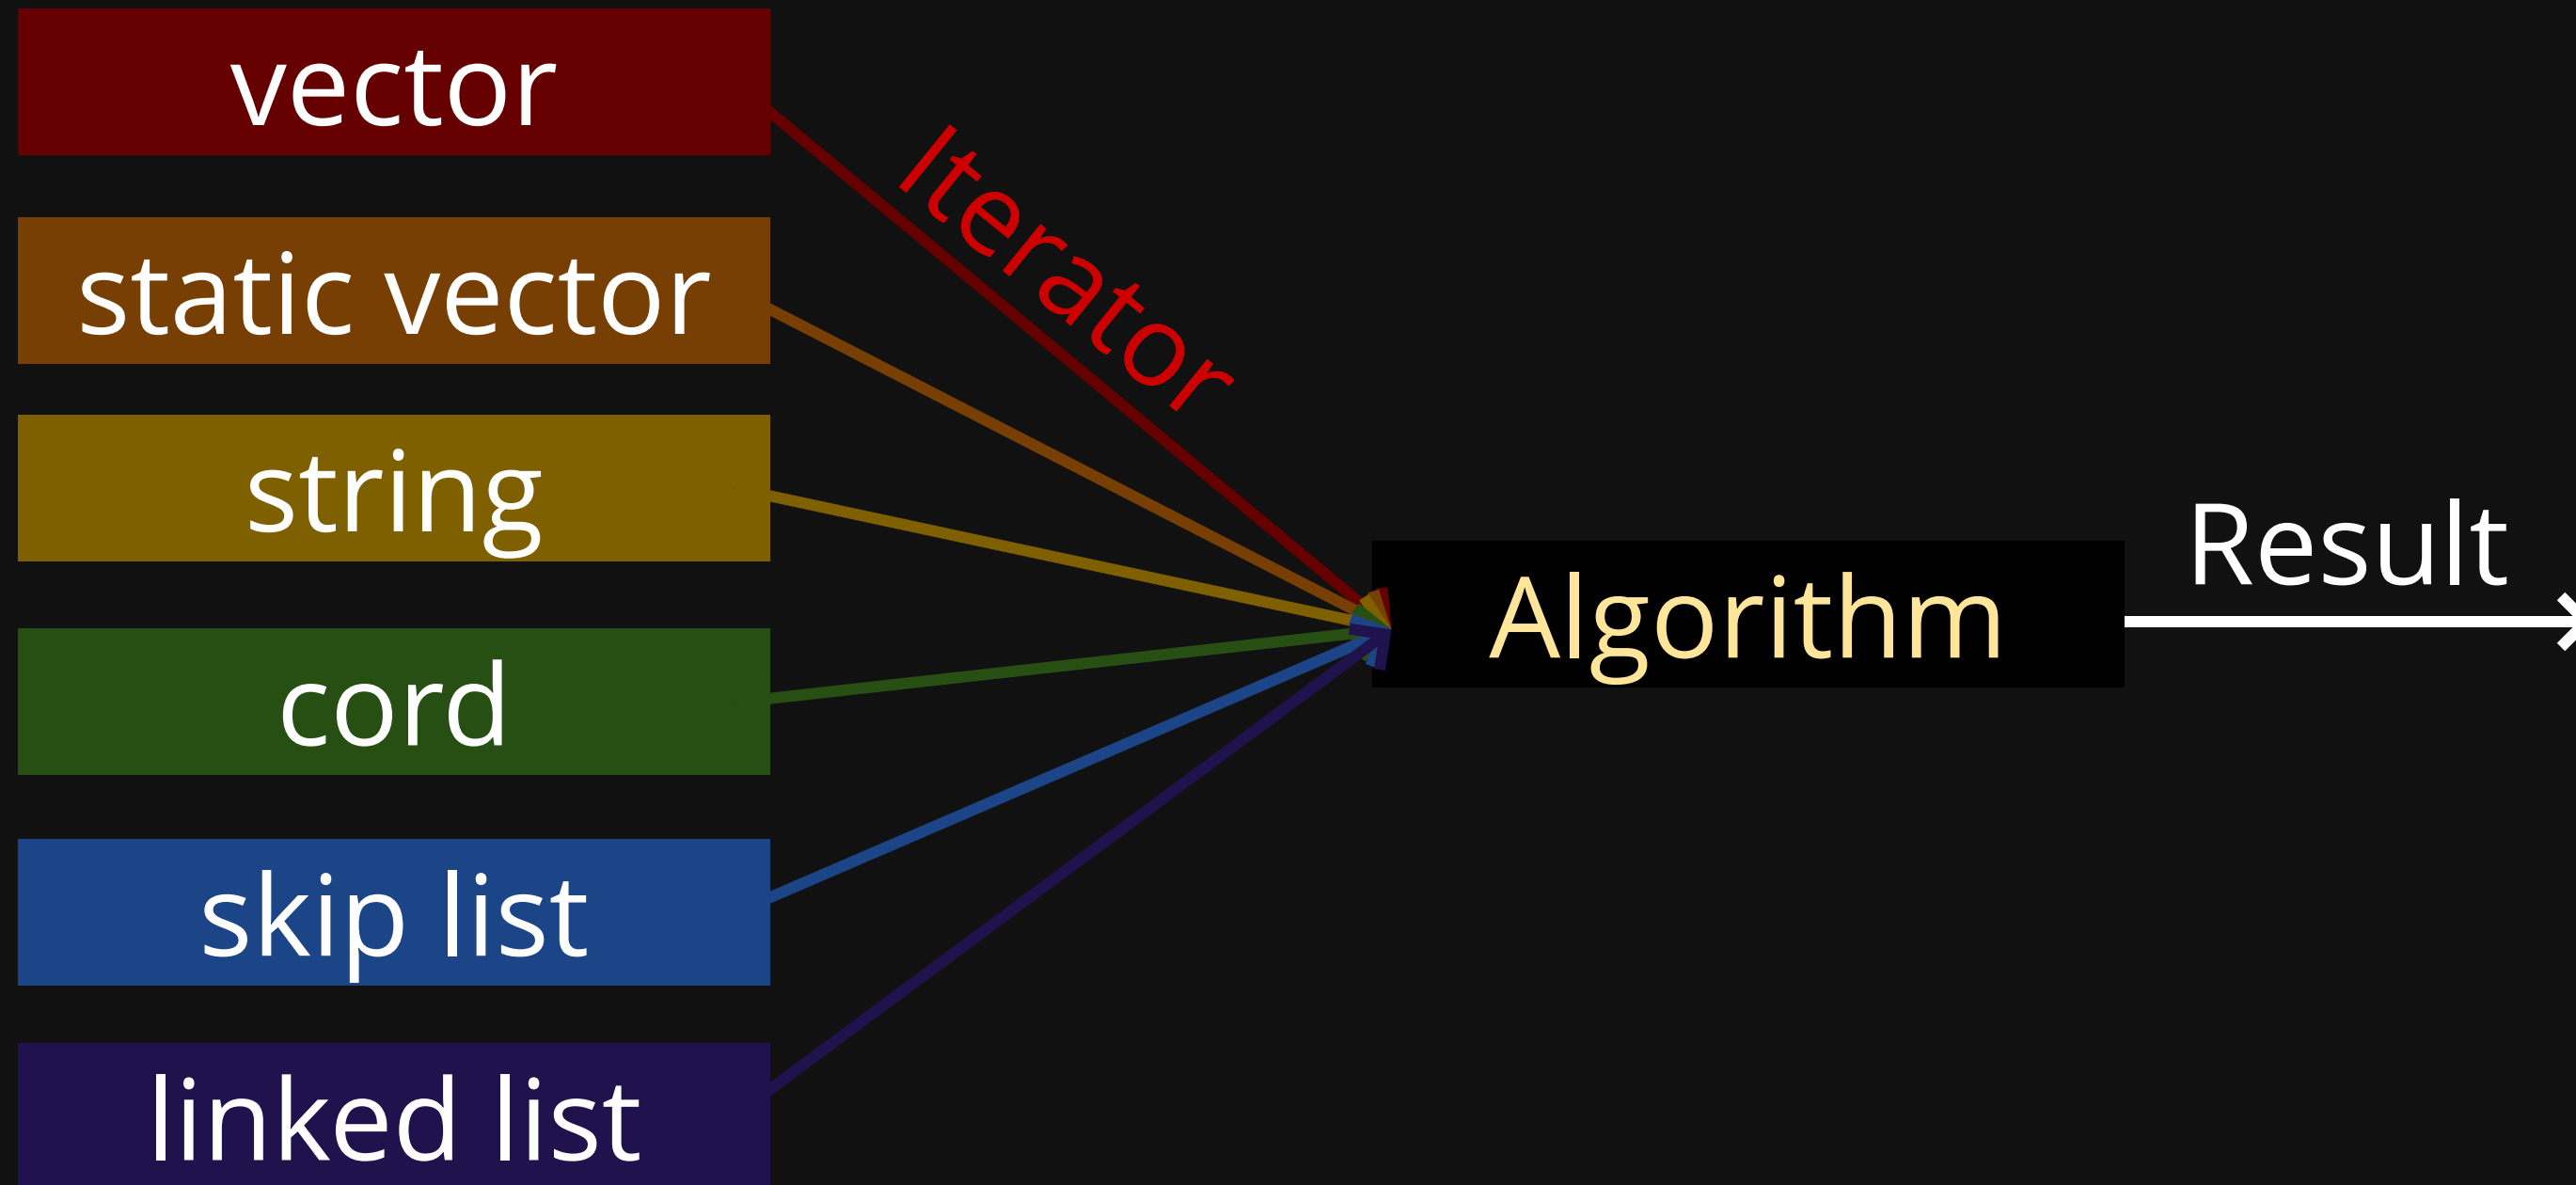 vector
static vector
string
cord
skip list
linked list
Iterator
Algorithm
Result